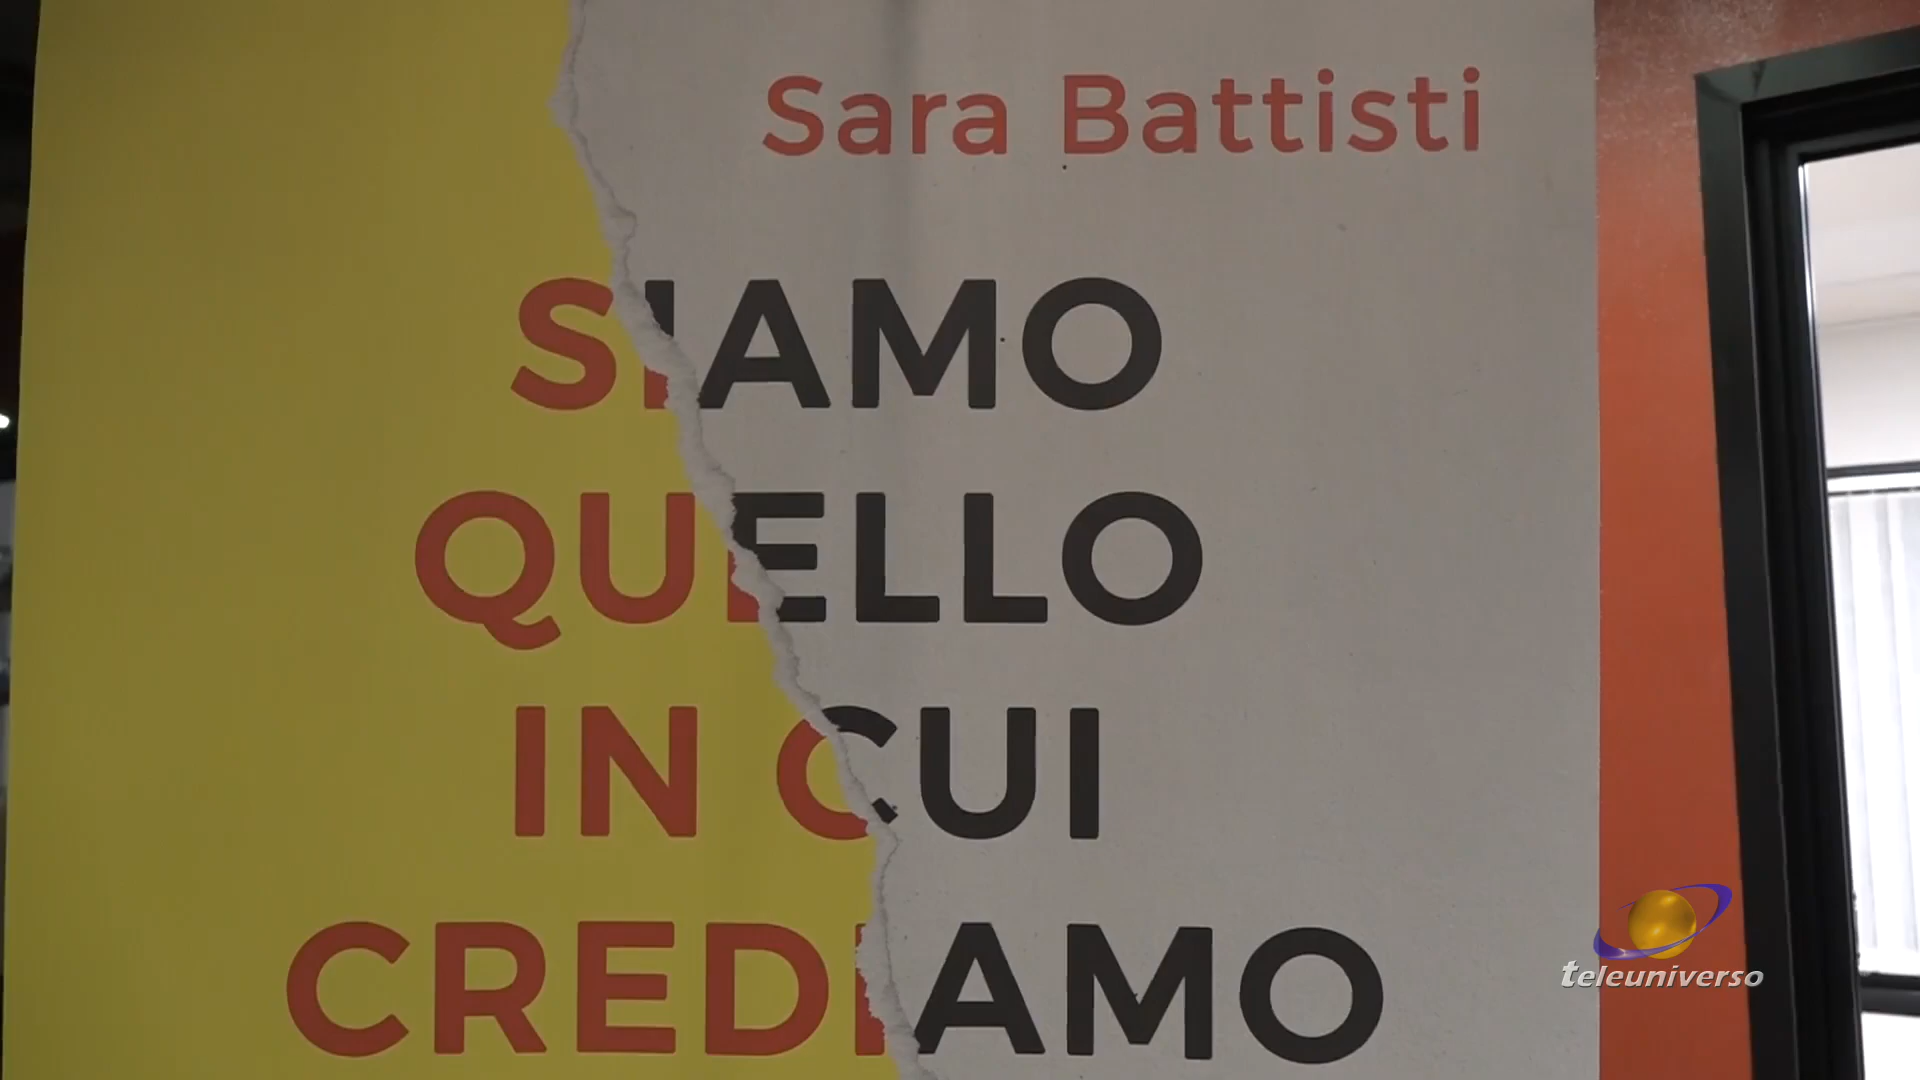 Sara Battisti
SIAMO
QUELLO
IN CUI
CREDIAMO
teleuniverso